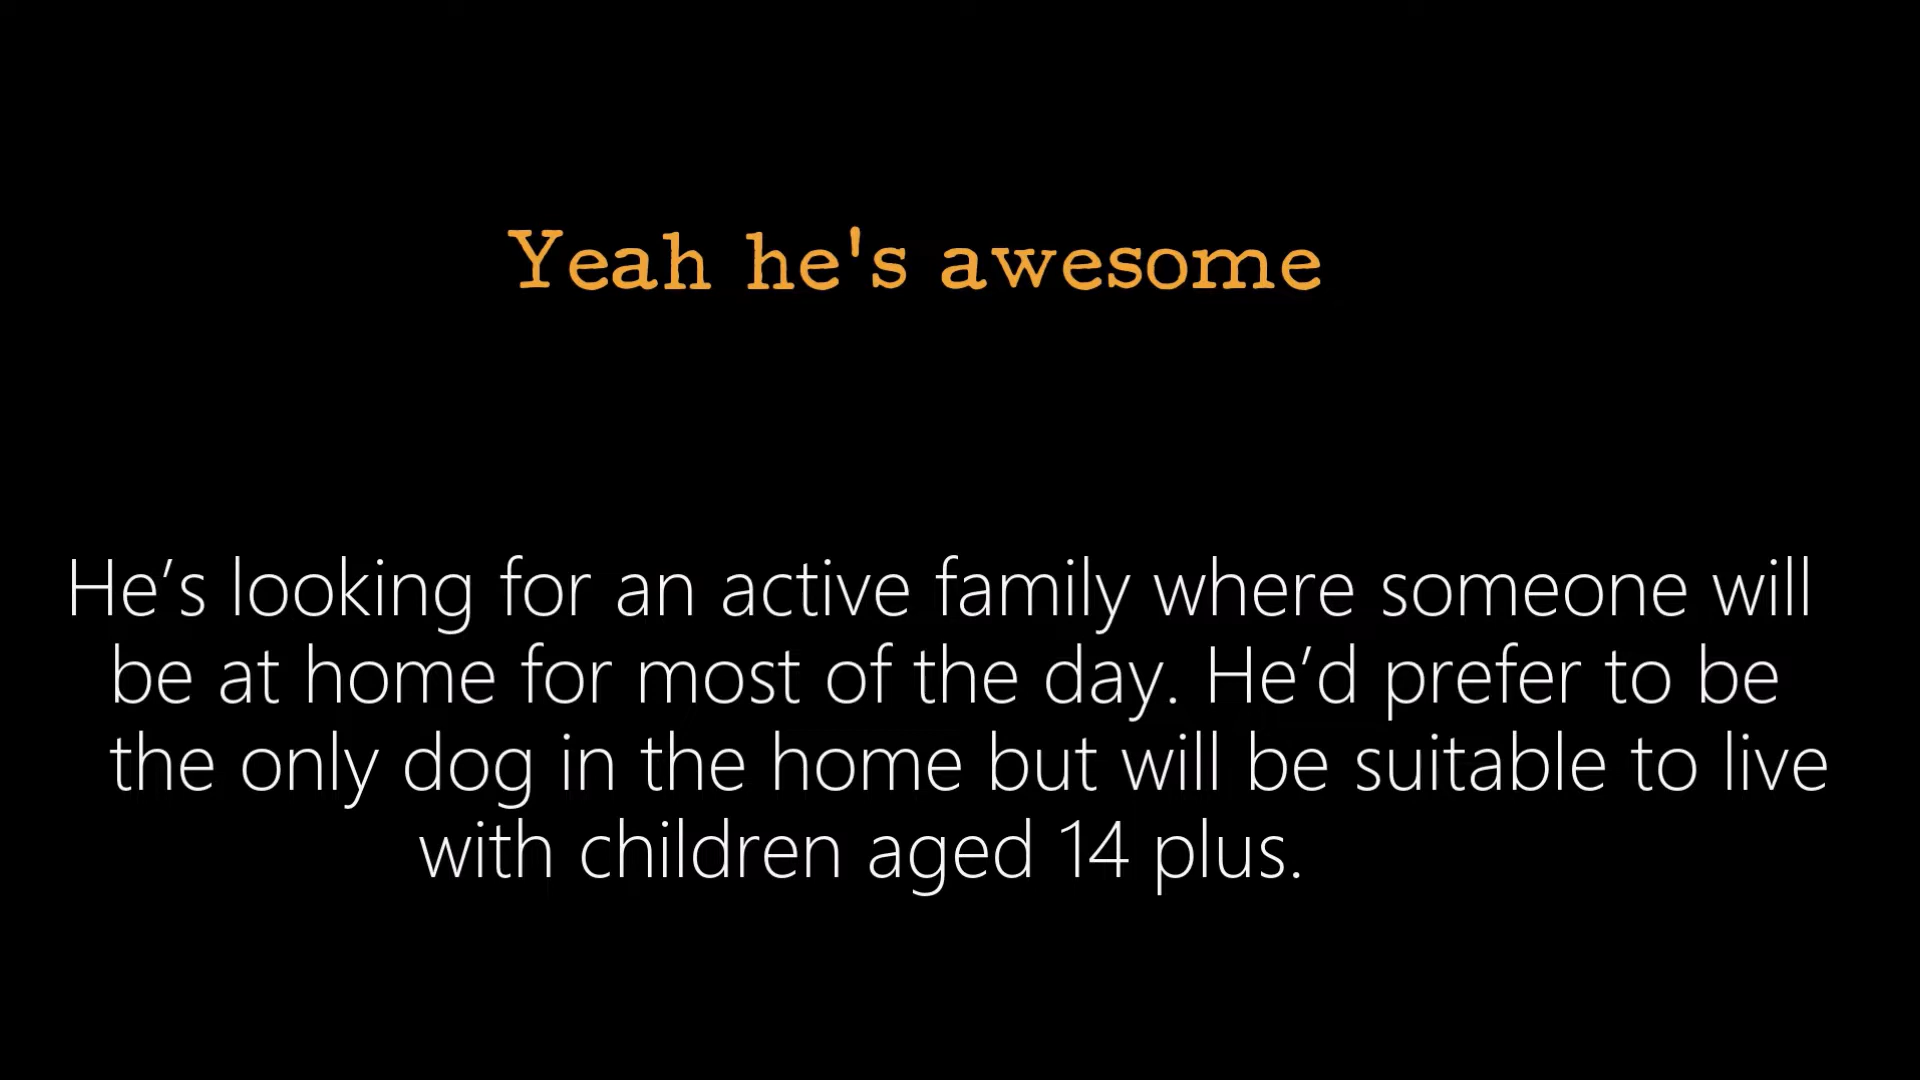 Yeah he's awesome
He’s looking for an active family where someone will
be at home for most of the day. He’d prefer to be
the only dog in the home but will be suitable to live
with children aged 14 plus.